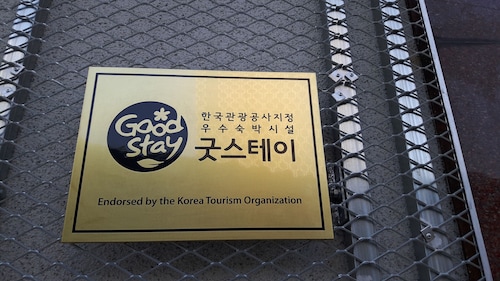 Good
Stay
한국관광공사지정
우수숙박시설
굿스테이
Endorsed by the Korea Tourism Organization